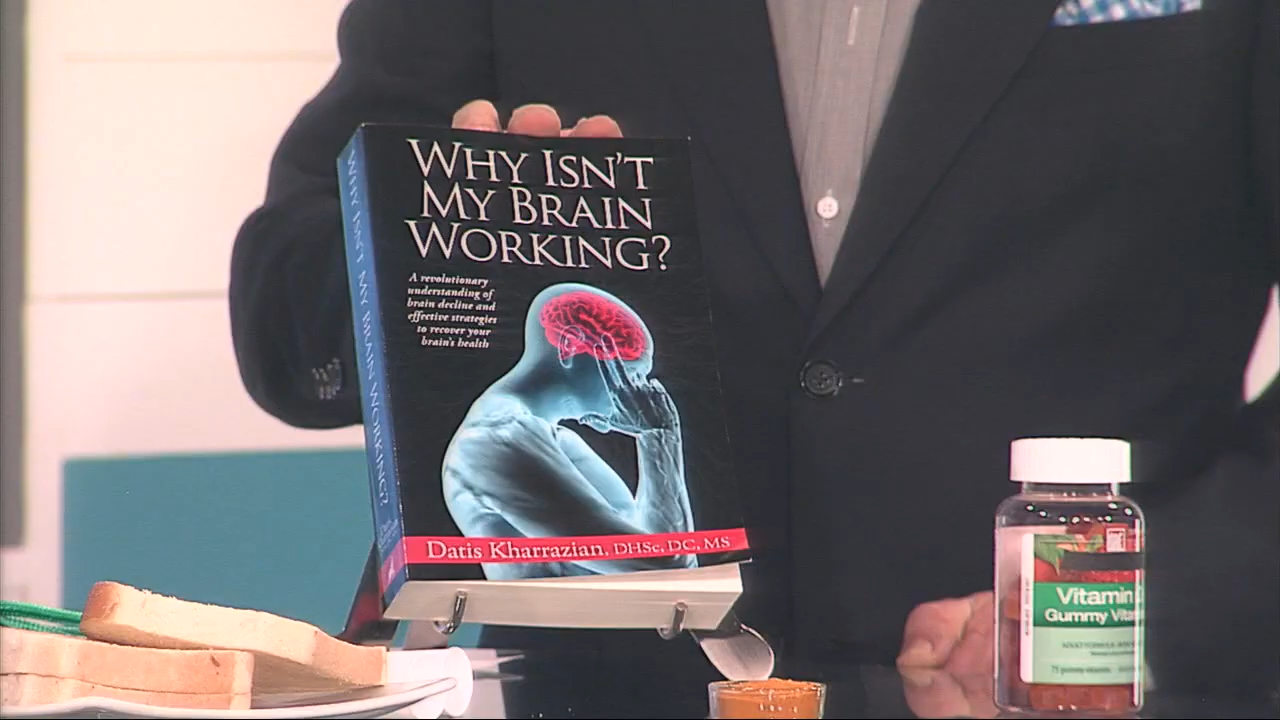 WHY ISN'T
MY BRAIN
WORKING?
A revolutionary
understanding of
brain decline and
effective strategies
to recover your
brain's health
Datis Kharrazian, DHSc, DC, MS
WHY ISN'T MY BRAIN WORKING?
Vitamin
Gummy